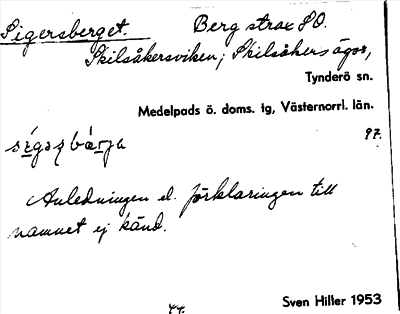 Sigersberget. Berg strax SO.
Skilsåkersviken; Skilsåkers ägor,
Tynderö sn.
Medelpads ö. doms. tg, Västernorrl. län.
97.
Anledningen el. förklaringen till
namnet ej känd.
Sven Hiller 1953